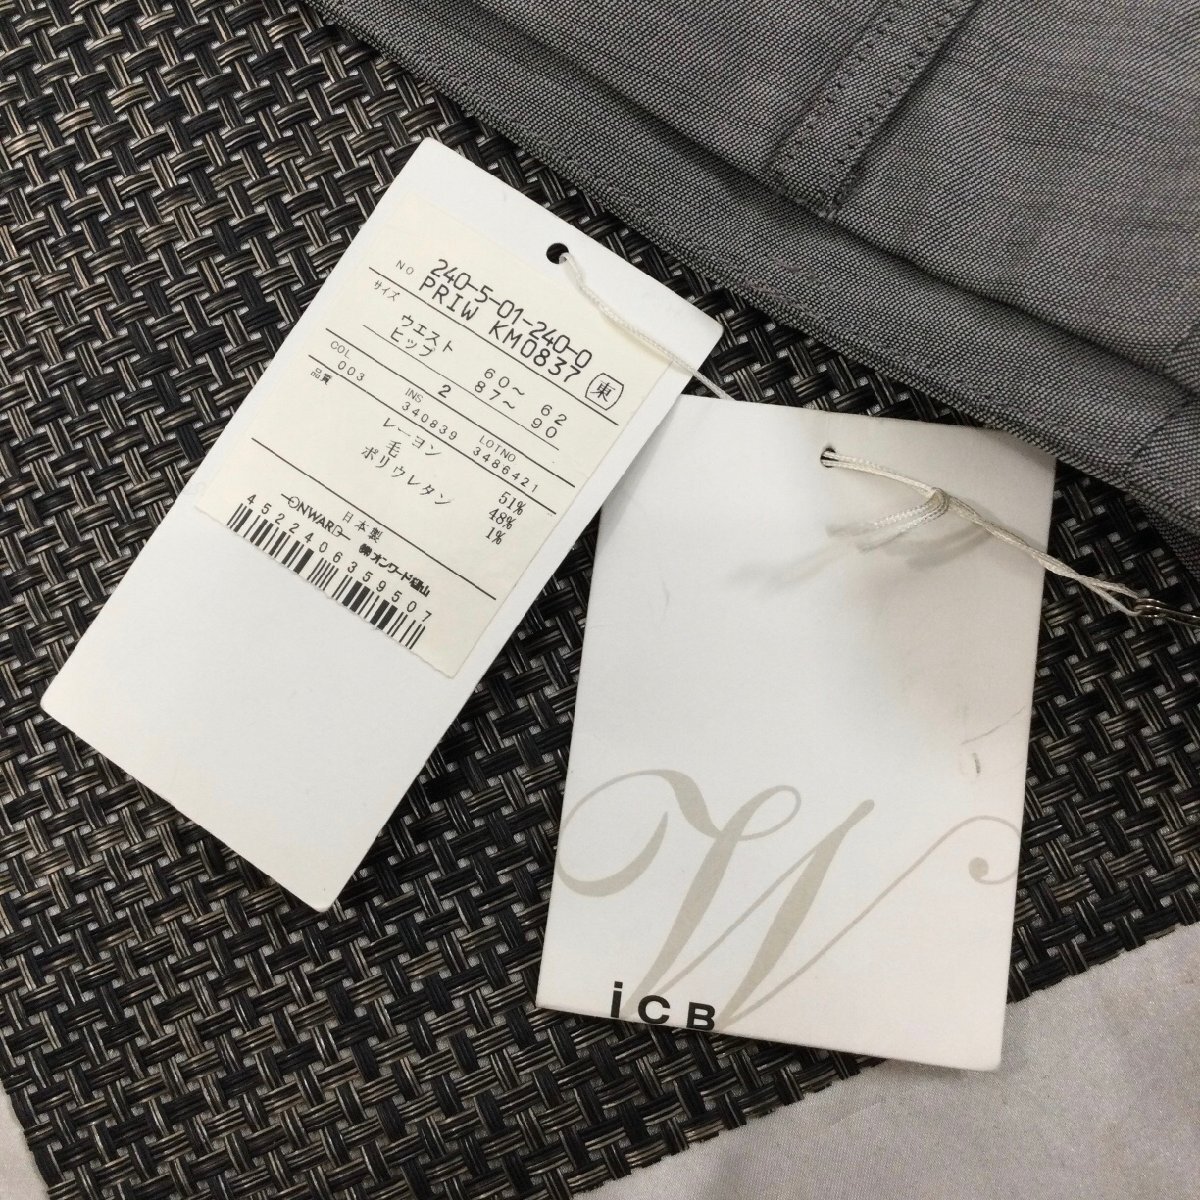 NO 240-5-01-240-0
PRIW KM0837 東
サイズ
ウエスト 60～ 62
ヒップ 87～ 90
COL 003 2 INS 340839 LOTNO 3486421
品質
レーヨン 51%
毛 48%
ポリウレタン 1%
日本製
ONWARD ㈱オンワード樫山
4522406359507
W
iCB